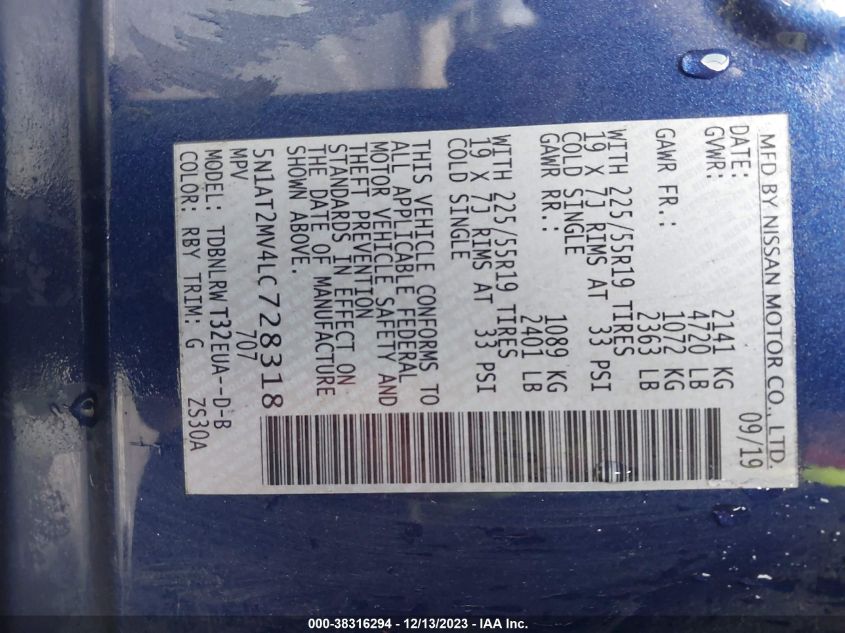 MFD BY NISSAN MOTOR CO., LTD.
DATE: 09/19
GVWR: 2141 KG
4720 LB
GAWR FR.: 1072 KG
2363 LB
WITH 225/55R19 TIRES
19 X 7J RIMS AT 33 PSI
COLD SINGLE
GAWR RR.: 1089 KG
2401 LB
WITH 225/55R19 TIRES
19 X 7J RIMS AT 33 PSI
COLD SINGLE
THIS VEHICLE CONFORMS TO
ALL APPLICABLE FEDERAL
MOTOR VEHICLE SAFETY AND
THEFT PREVENTION
STANDARDS IN EFFECT ON
THE DATE OF MANUFACTURE
SHOWN ABOVE.
5N1AT2MV4LC728318
MPV 707
MODEL: TDBNLRWT32EUA--D-B
COLOR: RBY TRIM: G ZS30A
000-38316294 - 12/13/2023 - IAA Inc.